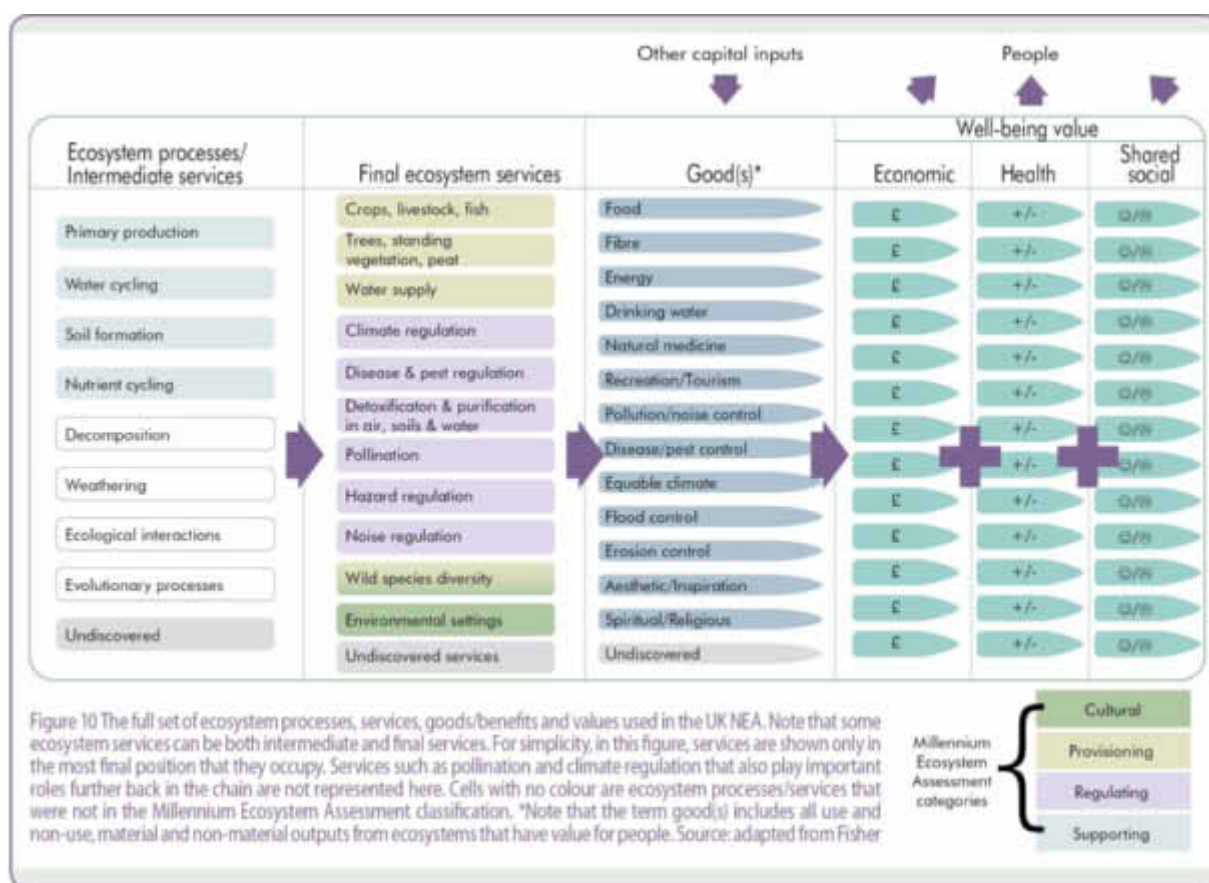 Other capital inputs
People
Well-being value
Ecosystem processes/
Intermediate services
Final ecosystem services
Good(s)*
Economic
Health
Shared
social
Primary production
Water cycling
Soil formation
Nutrient cycling
Decomposition
Weathering
Ecological interactions
Evolutionary processes
Undiscovered
Crops, livestock, fish
Trees, standing
vegetation, peat
Water supply
Climate regulation
Disease & pest regulation
Detoxificaton & purification
in air, soils & water
Pollination
Hazard regulation
Noise regulation
Wild species diversity
Environmental settings
Undiscovered services
Food
Fibre
Energy
Drinking water
Natural medicine
Recreation/Tourism
Pollution/noise control
Disease/pest control
Equable climate
Flood control
Erosion control
Aesthetic/Inspiration
Spiritual/Religious
Undiscovered
£ +/- ☺/☹
£ +/- ☺/☹
£ +/- ☺/☹
£ +/- ☺/☹
£ +/- ☺/☹
£ +/- ☺/☹
£ +/- ☺/☹
£ +/- ☺/☹
£ +/- ☺/☹
£ +/- ☺/☹
£ +/- ☺/☹
£ +/- ☺/☹
£ +/- ☺/☹
Figure 10 The full set of ecosystem processes, services, goods/benefits and values used in the UK NEA. Note that some
ecosystem services can be both intermediate and final services. For simplicity, in this figure, services are shown only in
the most final position that they occupy. Services such as pollination and climate regulation that also play important
roles further back in the chain are not represented here. Cells with no colour are ecosystem processes/services that
were not in the Millennium Ecosystem Assessment classification. *Note that the term good(s) includes all use and
non-use, material and non-material outputs from ecosystems that have value for people. Source: adapted from Fisher
Millennium
Ecosystem
Assessment
categories
Cultural
Provisioning
Regulating
Supporting